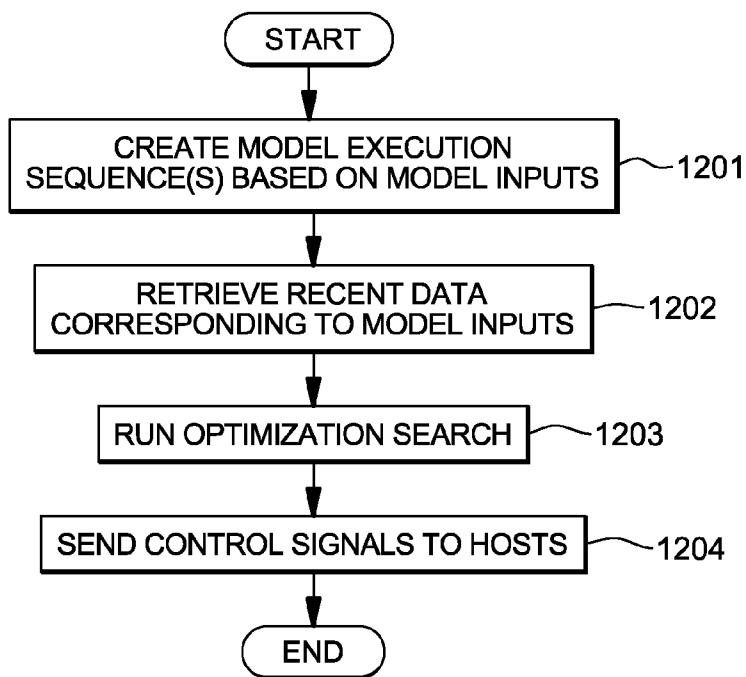 START
CREATE MODEL EXECUTION
SEQUENCE(S) BASED ON MODEL INPUTS
1201
RETRIEVE RECENT DATA
CORRESPONDING TO MODEL INPUTS
1202
RUN OPTIMIZATION SEARCH
1203
SEND CONTROL SIGNALS TO HOSTS
1204
END